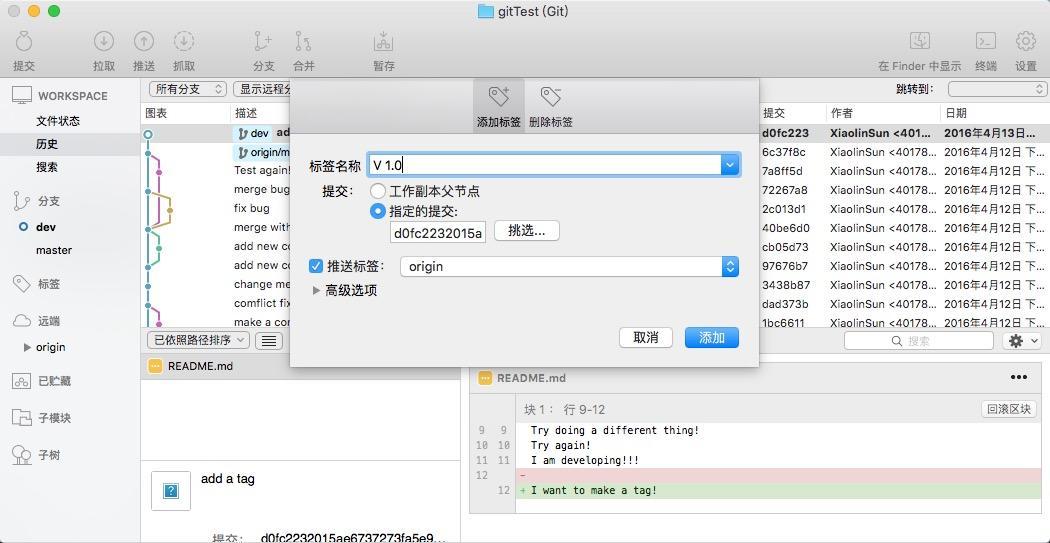 gitTest (Git)
提交 拉取 推送 抓取 分支 合并 暂存 在 Finder 中显示 终端 设置
所有分支 显示远程分 跳转到:
添加标签 删除标签
WORKSPACE
文件状态
历史
搜索
分支
dev
master
标签
远端
origin
已贮藏
子模块
子树
图表 描述 提交 作者 日期
dev ad d0fc223 XiaolinSun <401... 2016年4月13日...
origin/m 6c37f8c XiaolinSun <40178... 2016年4月12日 下...
Test again! 7a8ff5d XiaolinSun <40178... 2016年4月12日 下...
merge bug 72267a8 XiaolinSun <40178... 2016年4月12日 下...
fix bug 2c013d1 XiaolinSun <40178... 2016年4月12日 下...
merge with 40be6d0 XiaolinSun <40178... 2016年4月12日 下...
add new co cb05d73 XiaolinSun <40178... 2016年4月12日 下...
add new co 97676b7 XiaolinSun <40178... 2016年4月12日 下...
change me 3438b87 XiaolinSun <40178... 2016年4月12日 下...
comflict fix dad373b XiaolinSun <40178... 2016年4月12日 下...
make a con 1bc6611 XiaolinSun <40178... 2016年4月12日 下...
标签名称 V 1.0
提交: 工作副本父节点
指定的提交:
d0fc2232015a 挑选...
推送标签: origin
高级选项
取消 添加
已依照路径排序 搜索
README.md
add a tag
提交: d0fc2232015ae6737273fa5e9...
README.md •••
块 1： 行 9-12 回滚区块
9 9 Try doing a different thing!
10 10 Try again!
11 11 I am developing!!!
12 -
12 + I want to make a tag!